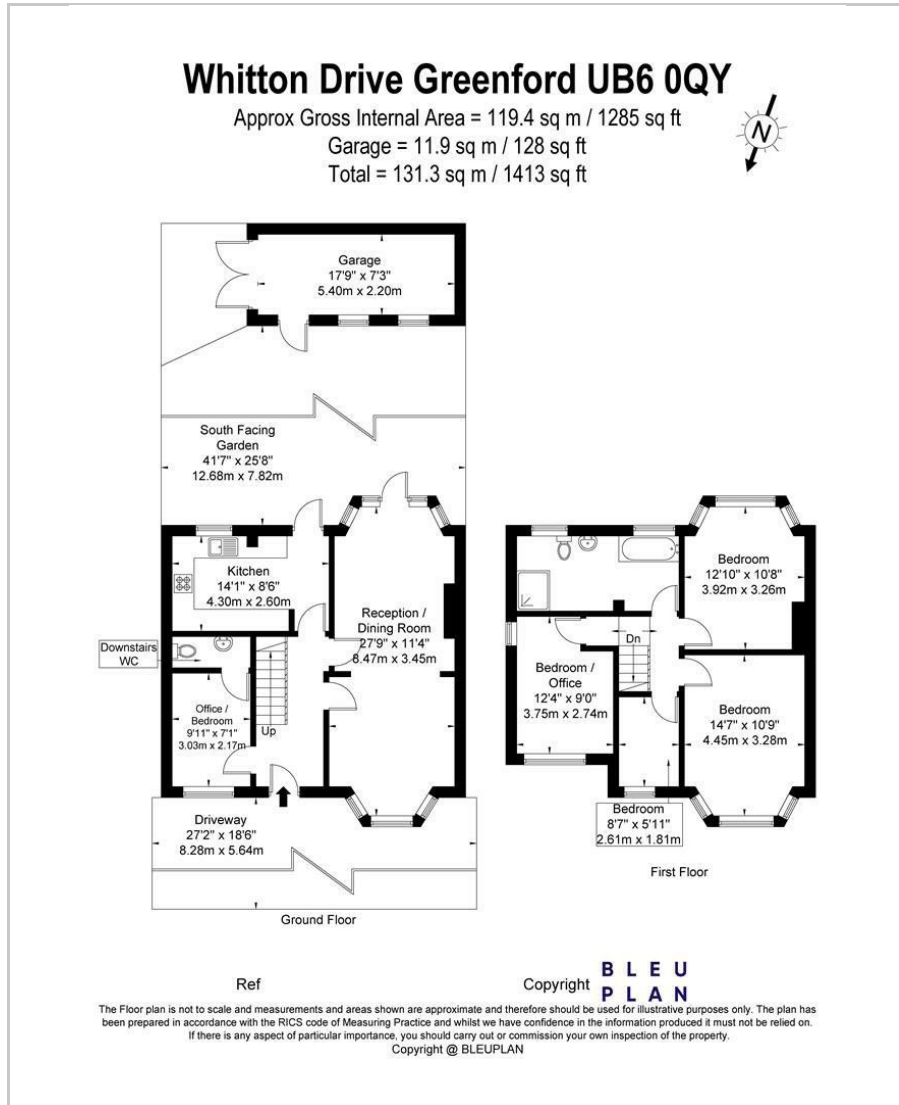 Whitton Drive Greenford UB6 0QY
Approx Gross Internal Area = 119.4 sq m / 1285 sq ft
Garage = 11.9 sq m / 128 sq ft
Total = 131.3 sq m / 1413 sq ft
N
Garage
17'9" x 7'3"
5.40m x 2.20m
South Facing
Garden
41'7" x 25'8"
12.68m x 7.82m
Kitchen
14'1" x 8'6"
4.30m x 2.60m
Reception /
Dining Room
27'9" x 11'4"
8.47m x 3.45m
Downstairs
WC
Office /
Bedroom
9'11" x 7'1"
3.03m x 2.17m
Up
Driveway
27'2" x 18'6"
8.28m x 5.64m
Ground Floor
Bedroom
12'10" x 10'8"
3.92m x 3.26m
Dn
Bedroom /
Office
12'4" x 9'0"
3.75m x 2.74m
Bedroom
14'7" x 10'9"
4.45m x 3.28m
Bedroom
8'7" x 5'11"
2.61m x 1.81m
First Floor
Ref
Copyright
BLEU
PLAN
The Floor plan is not to scale and measurements and areas shown are approximate and therefore should be used for illustrative purposes only. The plan has
been prepared in accordance with the RICS code of Measuring Practice and whilst we have confidence in the information produced it must not be relied on.
If there is any aspect of particular importance, you should carry out or commission your own inspection of the property.
Copyright @ BLEUPLAN